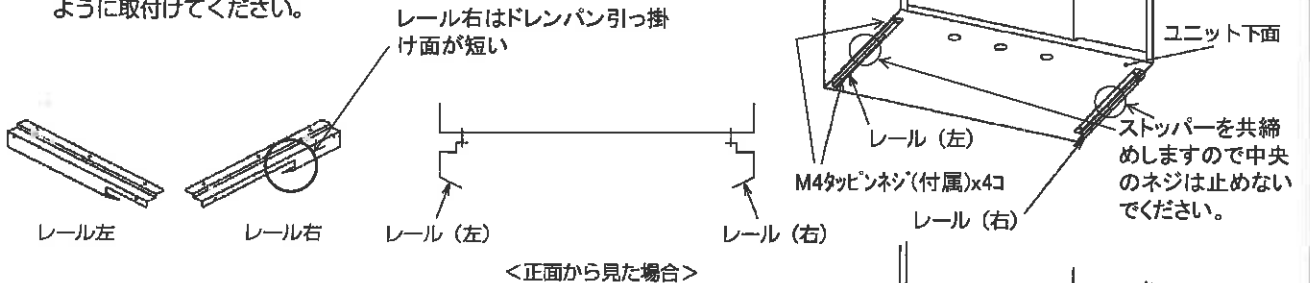 ように取付けてください。
レール右はドレンパン引っ掛
け面が短い
レール左
レール右
レール（左）
レール（右）
＜正面から見た場合＞
ユニット下面
レール（左）
M4ﾀｯﾋﾟﾝﾈｼﾞ(付属)x4コ
レール（右）
ストッパーを共締
めしますので中央
のネジは止めない
でください。